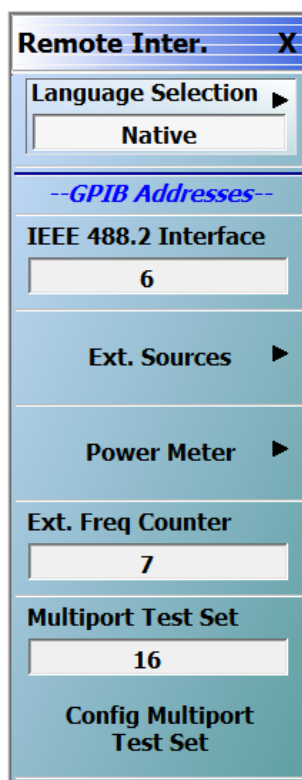 Remote Inter. X
Language Selection
Native
--GPIB Addresses--
IEEE 488.2 Interface
6
Ext. Sources
Power Meter
Ext. Freq Counter
7
Multiport Test Set
16
Config Multiport
Test Set